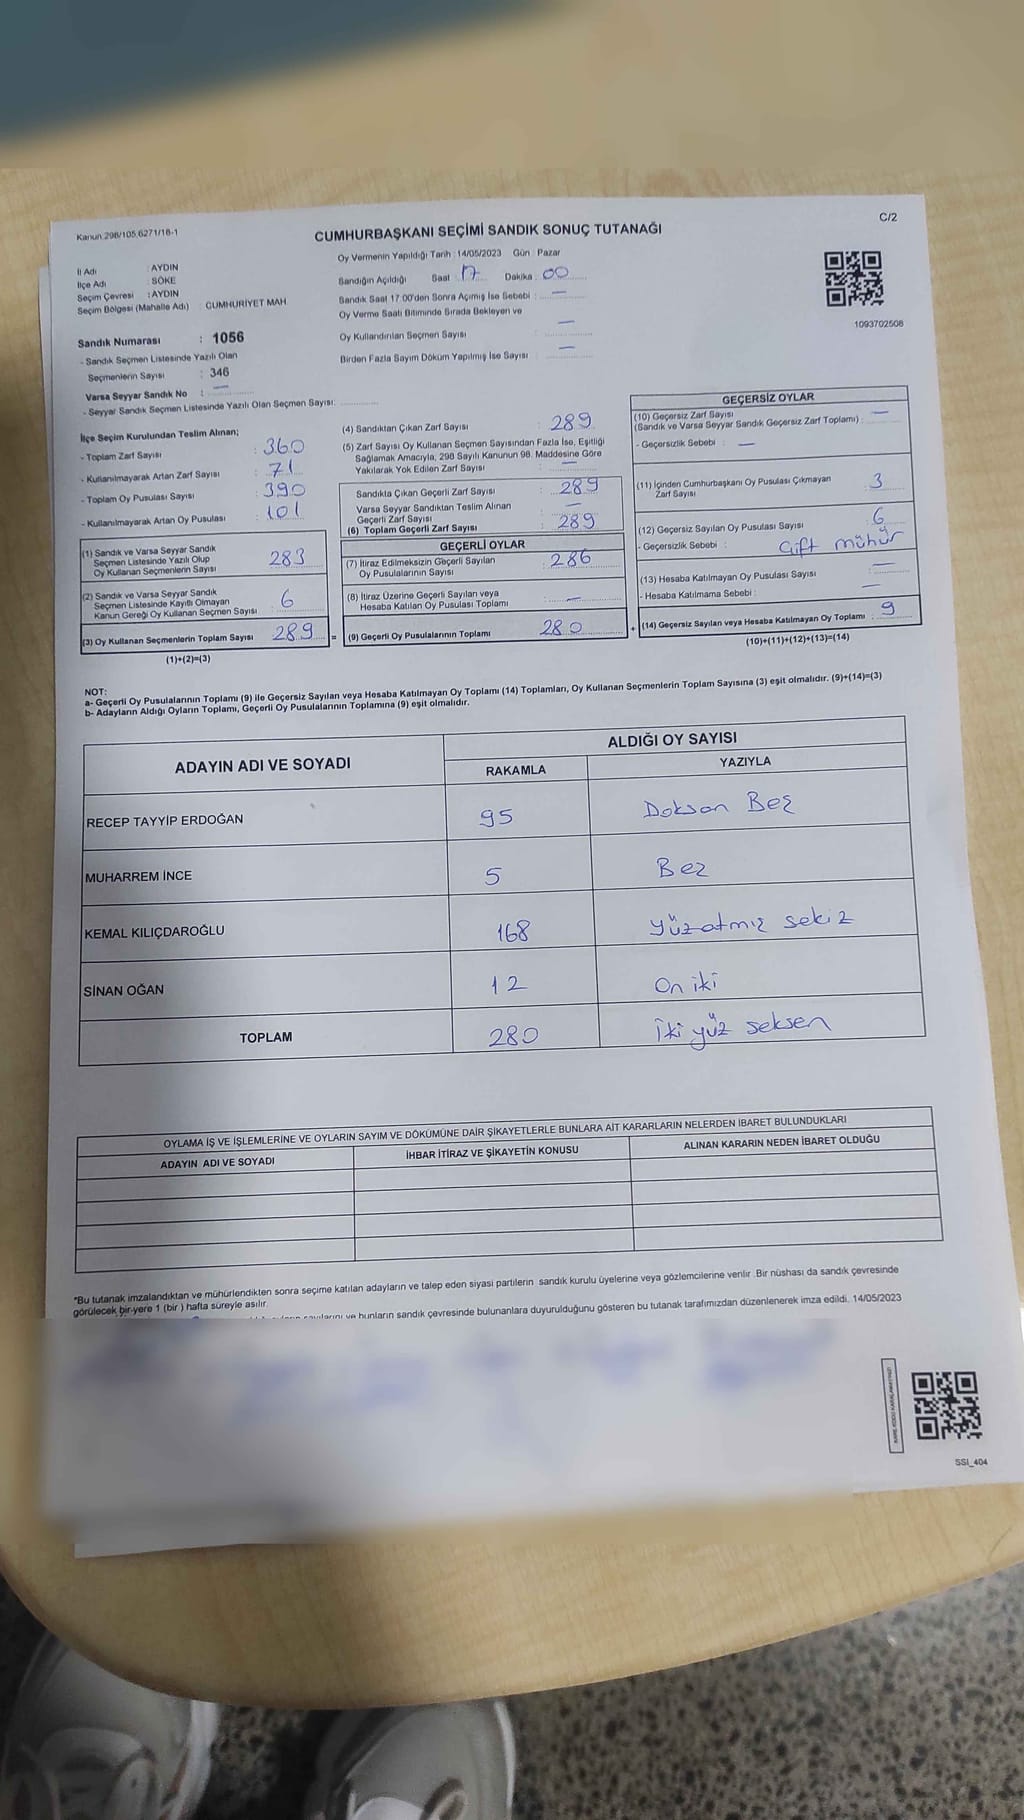 Kanun 298/105,6271/16-1
C/2
CUMHURBAŞKANI SEÇİMİ SANDIK SONUÇ TUTANAĞI
İl Adı : AYDIN
İlçe Adı : SÖKE
Seçim Çevresi : AYDIN
Seçim Bölgesi (Mahalle Adı) : CUMHURİYET MAH
Sandık Numarası : 1056
- Sandık Seçmen Listesinde Yazılı Olan
Seçmenlerin Sayısı : 346
Varsa Seyyar Sandık No : —
- Seyyar Sandık Seçmen Listesinde Yazılı Olan Seçmen Sayısı:
Oy Vermenin Yapıldığı Tarih : 14/05/2023 Gün : Pazar
Sandığın Açıldığı Saat : 17 Dakika : 00
Sandık Saat 17:00'den Sonra Açımış İse Sebebi : —
Oy Verme Saati Bitiminde Sırada Bekleyen ve
Oy Kullandırılan Seçmen Sayısı : —
Birden Fazla Sayım Döküm Yapılmış İse Sayısı : —
1093702508
İlçe Seçim Kurulundan Teslim Alınan;
- Toplam Zarf Sayısı : 360
- Kullanılmayarak Artan Zarf Sayısı : 71
- Toplam Oy Pusulası Sayısı : 390
- Kullanılmayarak Artan Oy Pusulası : 101
(1) Sandık ve Varsa Seyyar Sandık
Seçmen Listesinde Yazılı Olup
Oy Kullanan Seçmenlerin Sayısı : 283
(2) Sandık ve Varsa Seyyar Sandık
Seçmen Listesinde Kayıtlı Olmayan
Kanun Gereği Oy Kullanan Seçmen Sayısı : 6
(3) Oy Kullanan Seçmenlerin Toplam Sayısı : 289 =
(1)+(2)=(3)
(4) Sandıktan Çıkan Zarf Sayısı : 289
(5) Zarf Sayısı Oy Kullanan Seçmen Sayısından Fazla İse, Eşitliği
Sağlamak Amacıyla, 298 Sayılı Kanunun 98. Maddesine Göre
Yakılarak Yok Edilen Zarf Sayısı : —
Sandıkta Çıkan Geçerli Zarf Sayısı : 289
Varsa Seyyar Sandıktan Teslim Alınan
Geçerli Zarf Sayısı : —
(6) Toplam Geçerli Zarf Sayısı : 289
GEÇERLİ OYLAR
(7) İtiraz Edilmeksizin Geçerli Sayılan
Oy Pusulalarının Sayısı : 286
(8) İtiraz Üzerine Geçerli Sayılan veya
Hesaba Katılan Oy Pusulası Toplamı : —
(9) Geçerli Oy Pusulalarının Toplamı 280 +
GEÇERSİZ OYLAR
(10) Geçersiz Zarf Sayısı
(Sandık ve Varsa Seyyar Sandık Geçersiz Zarf Toplamı) : —
- Geçersizlik Sebebi : —
(11) İçinden Cumhurbaşkanı Oy Pusulası Çıkmayan
Zarf Sayısı : 3
(12) Geçersiz Sayılan Oy Pusulası Sayısı : 6
- Geçersizlik Sebebi : Çift mühür
(13) Hesaba Katılmayan Oy Pusulası Sayısı : —
- Hesaba Katılmama Sebebi : —
(14) Geçersiz Sayılan veya Hesaba Katılmayan Oy Toplamı : 9
(10)+(11)+(12)+(13)=(14)
NOT:
a- Geçerli Oy Pusulalarının Toplamı (9) ile Geçersiz Sayılan veya Hesaba Katılmayan Oy Toplamı (14) Toplamları, Oy Kullanan Seçmenlerin Toplam Sayısına (3) eşit olmalıdır. (9)+(14)=(3)
b- Adayların Aldığı Oyların Toplamı, Geçerli Oy Pusulalarının Toplamına (9) eşit olmalıdır.
ADAYIN ADI VE SOYADI
ALDIĞI OY SAYISI
RAKAMLA YAZIYLA
RECEP TAYYİP ERDOĞAN 95 Doksan Beş
MUHARREM İNCE 5 Beş
KEMAL KILIÇDAROĞLU 168 yüzatmış sekiz
SİNAN OĞAN 12 On iki
TOPLAM 280 İki yüz seksen
OYLAMA İŞ VE İŞLEMLERİNE VE OYLARIN SAYIM VE DÖKÜMÜNE DAİR ŞİKAYETLERLE BUNLARA AİT KARARLARIN NELERDEN İBARET BULUNDUKLARI
ADAYIN ADI VE SOYADI İHBAR İTİRAZ VE ŞİKAYETİN KONUSU ALINAN KARARIN NEDEN İBARET OLDUĞU
*Bu tutanak imzalandıktan ve mühürlendikten sonra seçime katılan adayların ve talep eden siyasi partilerin sandık kurulu üyelerine veya gözlemcilerine verilir .Bir nüshası da sandık çevresinde
görülecek bir yere 1 (bir ) hafta süreyle asılır.
ve bunların sandık çevresinde bulunanlara duyurulduğunu gösteren bu tutanak tarafımızdan düzenlenerek imza edildi. 14/05/2023
SSI_404